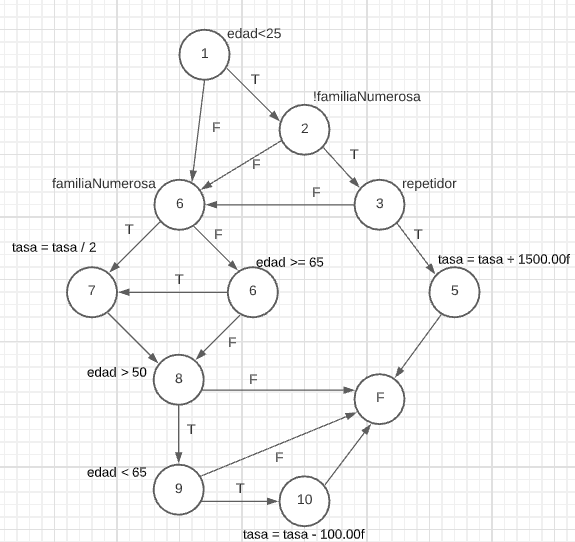 edad<25
1
T
!familiaNumerosa
F
2
F
T
familiaNumerosa
F
repetidor
6
3
T
F
T
tasa = tasa / 2
edad >= 65
tasa = tasa + 1500.00f
7
T
6
5
F
edad > 50
8
F
F
T
edad < 65
F
9
T
10
tasa = tasa - 100.00f